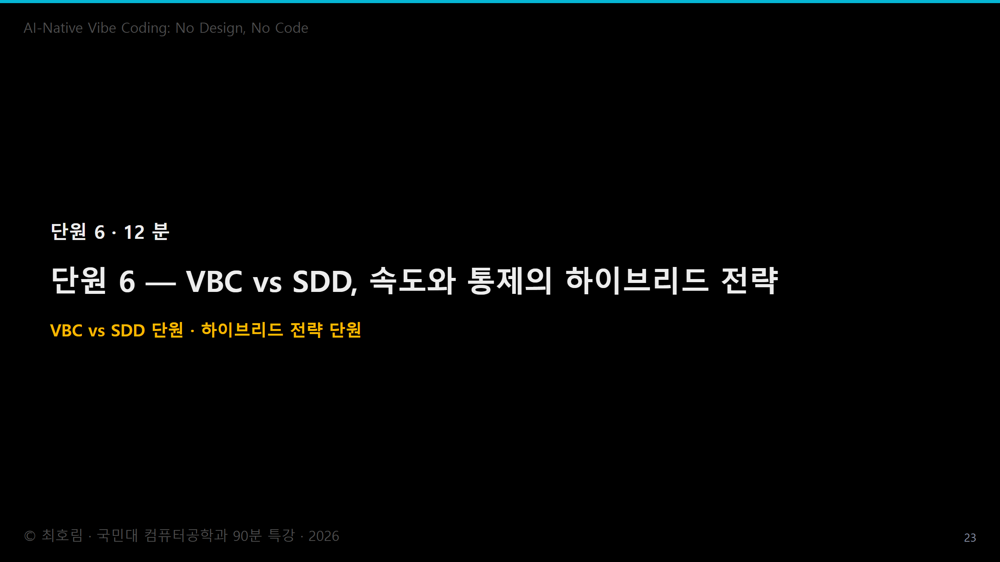 AI-Native Vibe Coding: No Design, No Code
단원 6 · 12 분
단원 6 — VBC vs SDD, 속도와 통제의 하이브리드 전략
VBC vs SDD 단원 · 하이브리드 전략 단원
© 최호림 · 국민대 컴퓨터공학과 90분 특강 · 2026
23